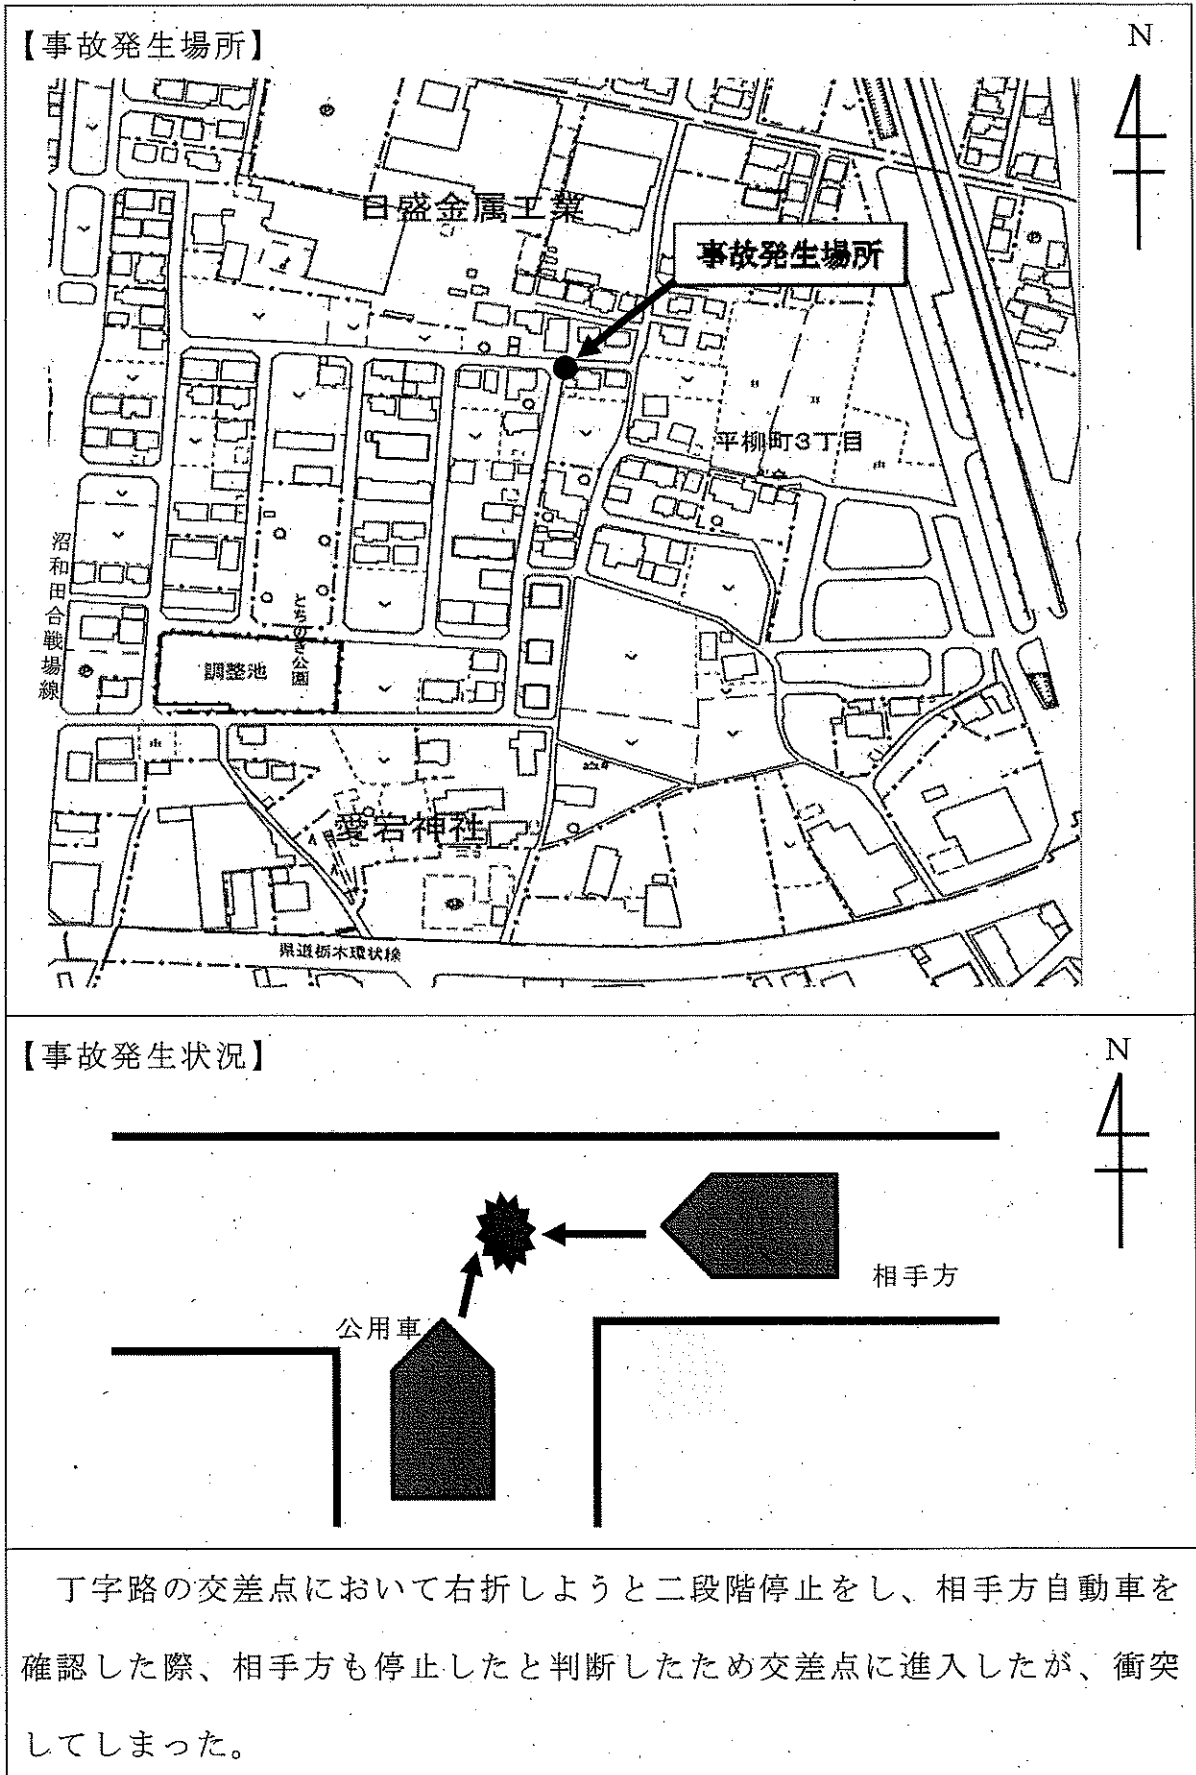 【事故発生場所】
N
日盛金属工業
事故発生場所
平柳町3丁目
沼和田合戦場線
とちのき公園
調整池
愛宕神社
県道栃木環状線
【事故発生状況】
N
相手方
公用車
丁字路の交差点において右折しようと二段階停止をし、相手方自動車を
確認した際、相手方も停止したと判断したため交差点に進入したが、衝突
してしまった。